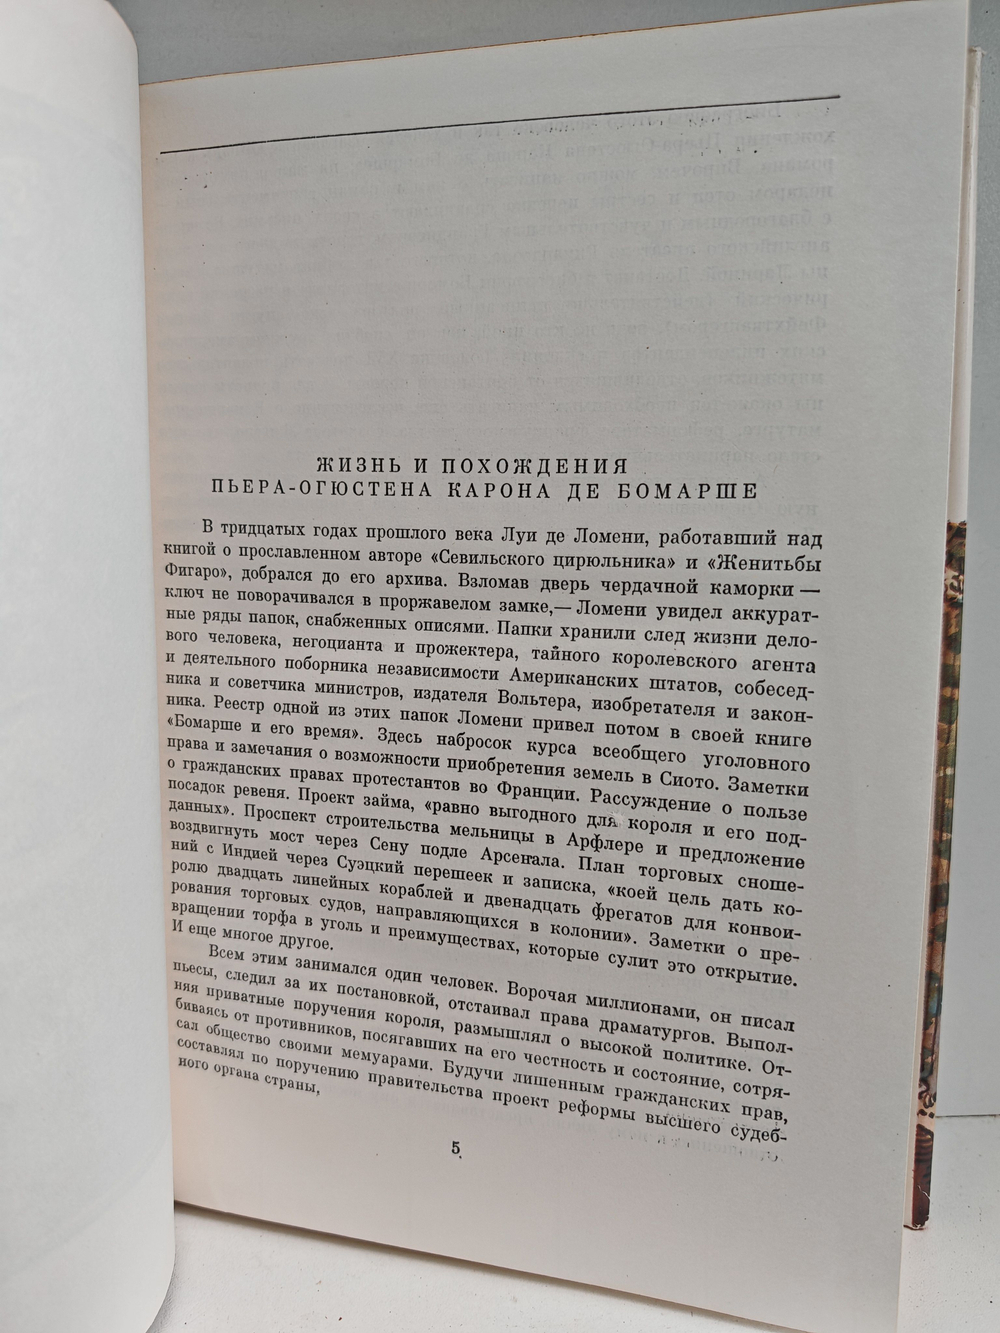 ЖИЗНЬ И ПОХОЖДЕНИЯ
ПЬЕРА-ОГЮСТЕНА КАРОНА ДЕ БОМАРШЕ
В тридцатых годах прошлого века Луи де Ломени, работавший над
книгой о прославленном авторе «Севильского цирюльника» и «Женитьбы
Фигаро», добрался до его архива. Взломав дверь чердачной каморки —
ключ не поворачивался в проржавелом замке,— Ломени увидел аккурат-
ные ряды папок, снабженных описями. Папки хранили след жизни дело-
вого человека, негоцианта и прожектера, тайного королевского агента
и деятельного поборника независимости Американских штатов, собесед-
ника и советчика министров, издателя Вольтера, изобретателя и закон-
ника. Реестр одной из этих папок Ломени привел потом в своей книге
«Бомарше и его время». Здесь набросок курса всеобщего уголовного
права и замечания о возможности приобретения земель в Сиото. Заметки
о гражданских правах протестантов во Франции. Рассуждение о пользе
посадок ревеня. Проект займа, «равно выгодного для короля и его под-
данных». Проспект строительства мельницы в Арфлере и предложение
воздвигнуть мост через Сену подле Арсенала. План торговых сноше-
ний с Индией через Суэцкий перешеек и записка, «коей цель дать ко-
ролю двадцать линейных кораблей и двенадцать фрегатов для конвои-
рования торговых судов, направляющихся в колонии». Заметки о пре-
вращении торфа в уголь и преимуществах, которые сулит это открытие.
И еще многое другое.
Всем этим занимался один человек. Ворочая миллионами, он писал
пьесы, следил за их постановкой, отстаивал права драматургов. Выпол-
няя приватные поручения короля, размышлял о высокой политике. От-
биваясь от противников, посягавших на его честность и состояние, сотря-
сал общество своими мемуарами. Будучи лишенным гражданских прав,
составлял по поручению правительства проект реформы высшего судеб-
ного органа страны.
5